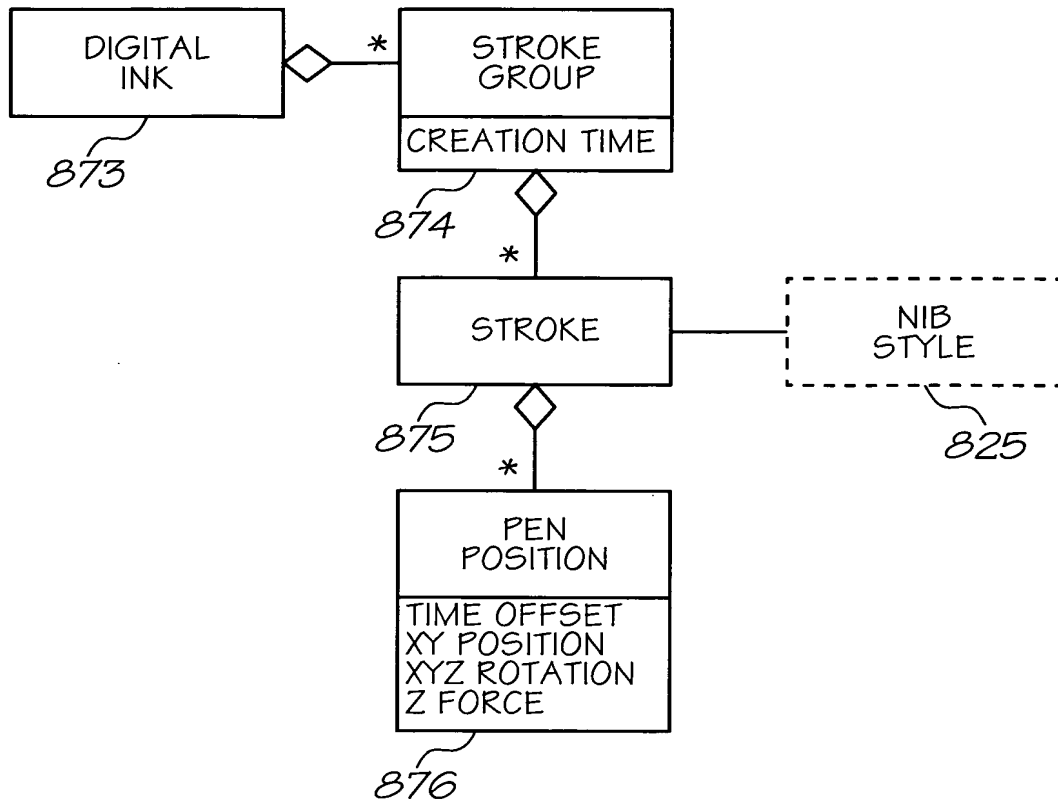 DIGITAL
INK
873
*
STROKE
GROUP
CREATION TIME
874
*
STROKE
875
NIB
STYLE
825
*
PEN
POSITION
TIME OFFSET
XY POSITION
XYZ ROTATION
Z FORCE
876